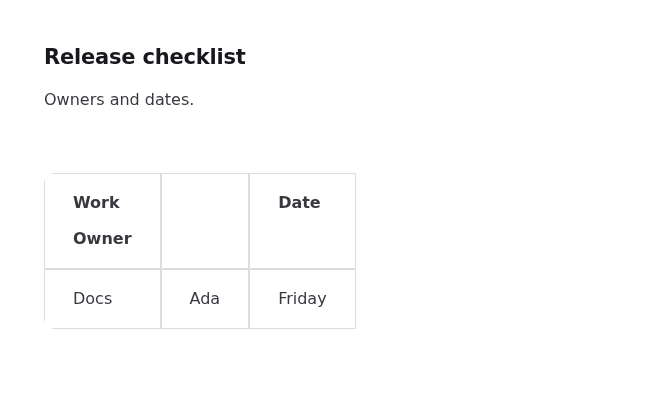 Release checklist
Owners and dates.
Work Date
Owner
Docs Ada Friday